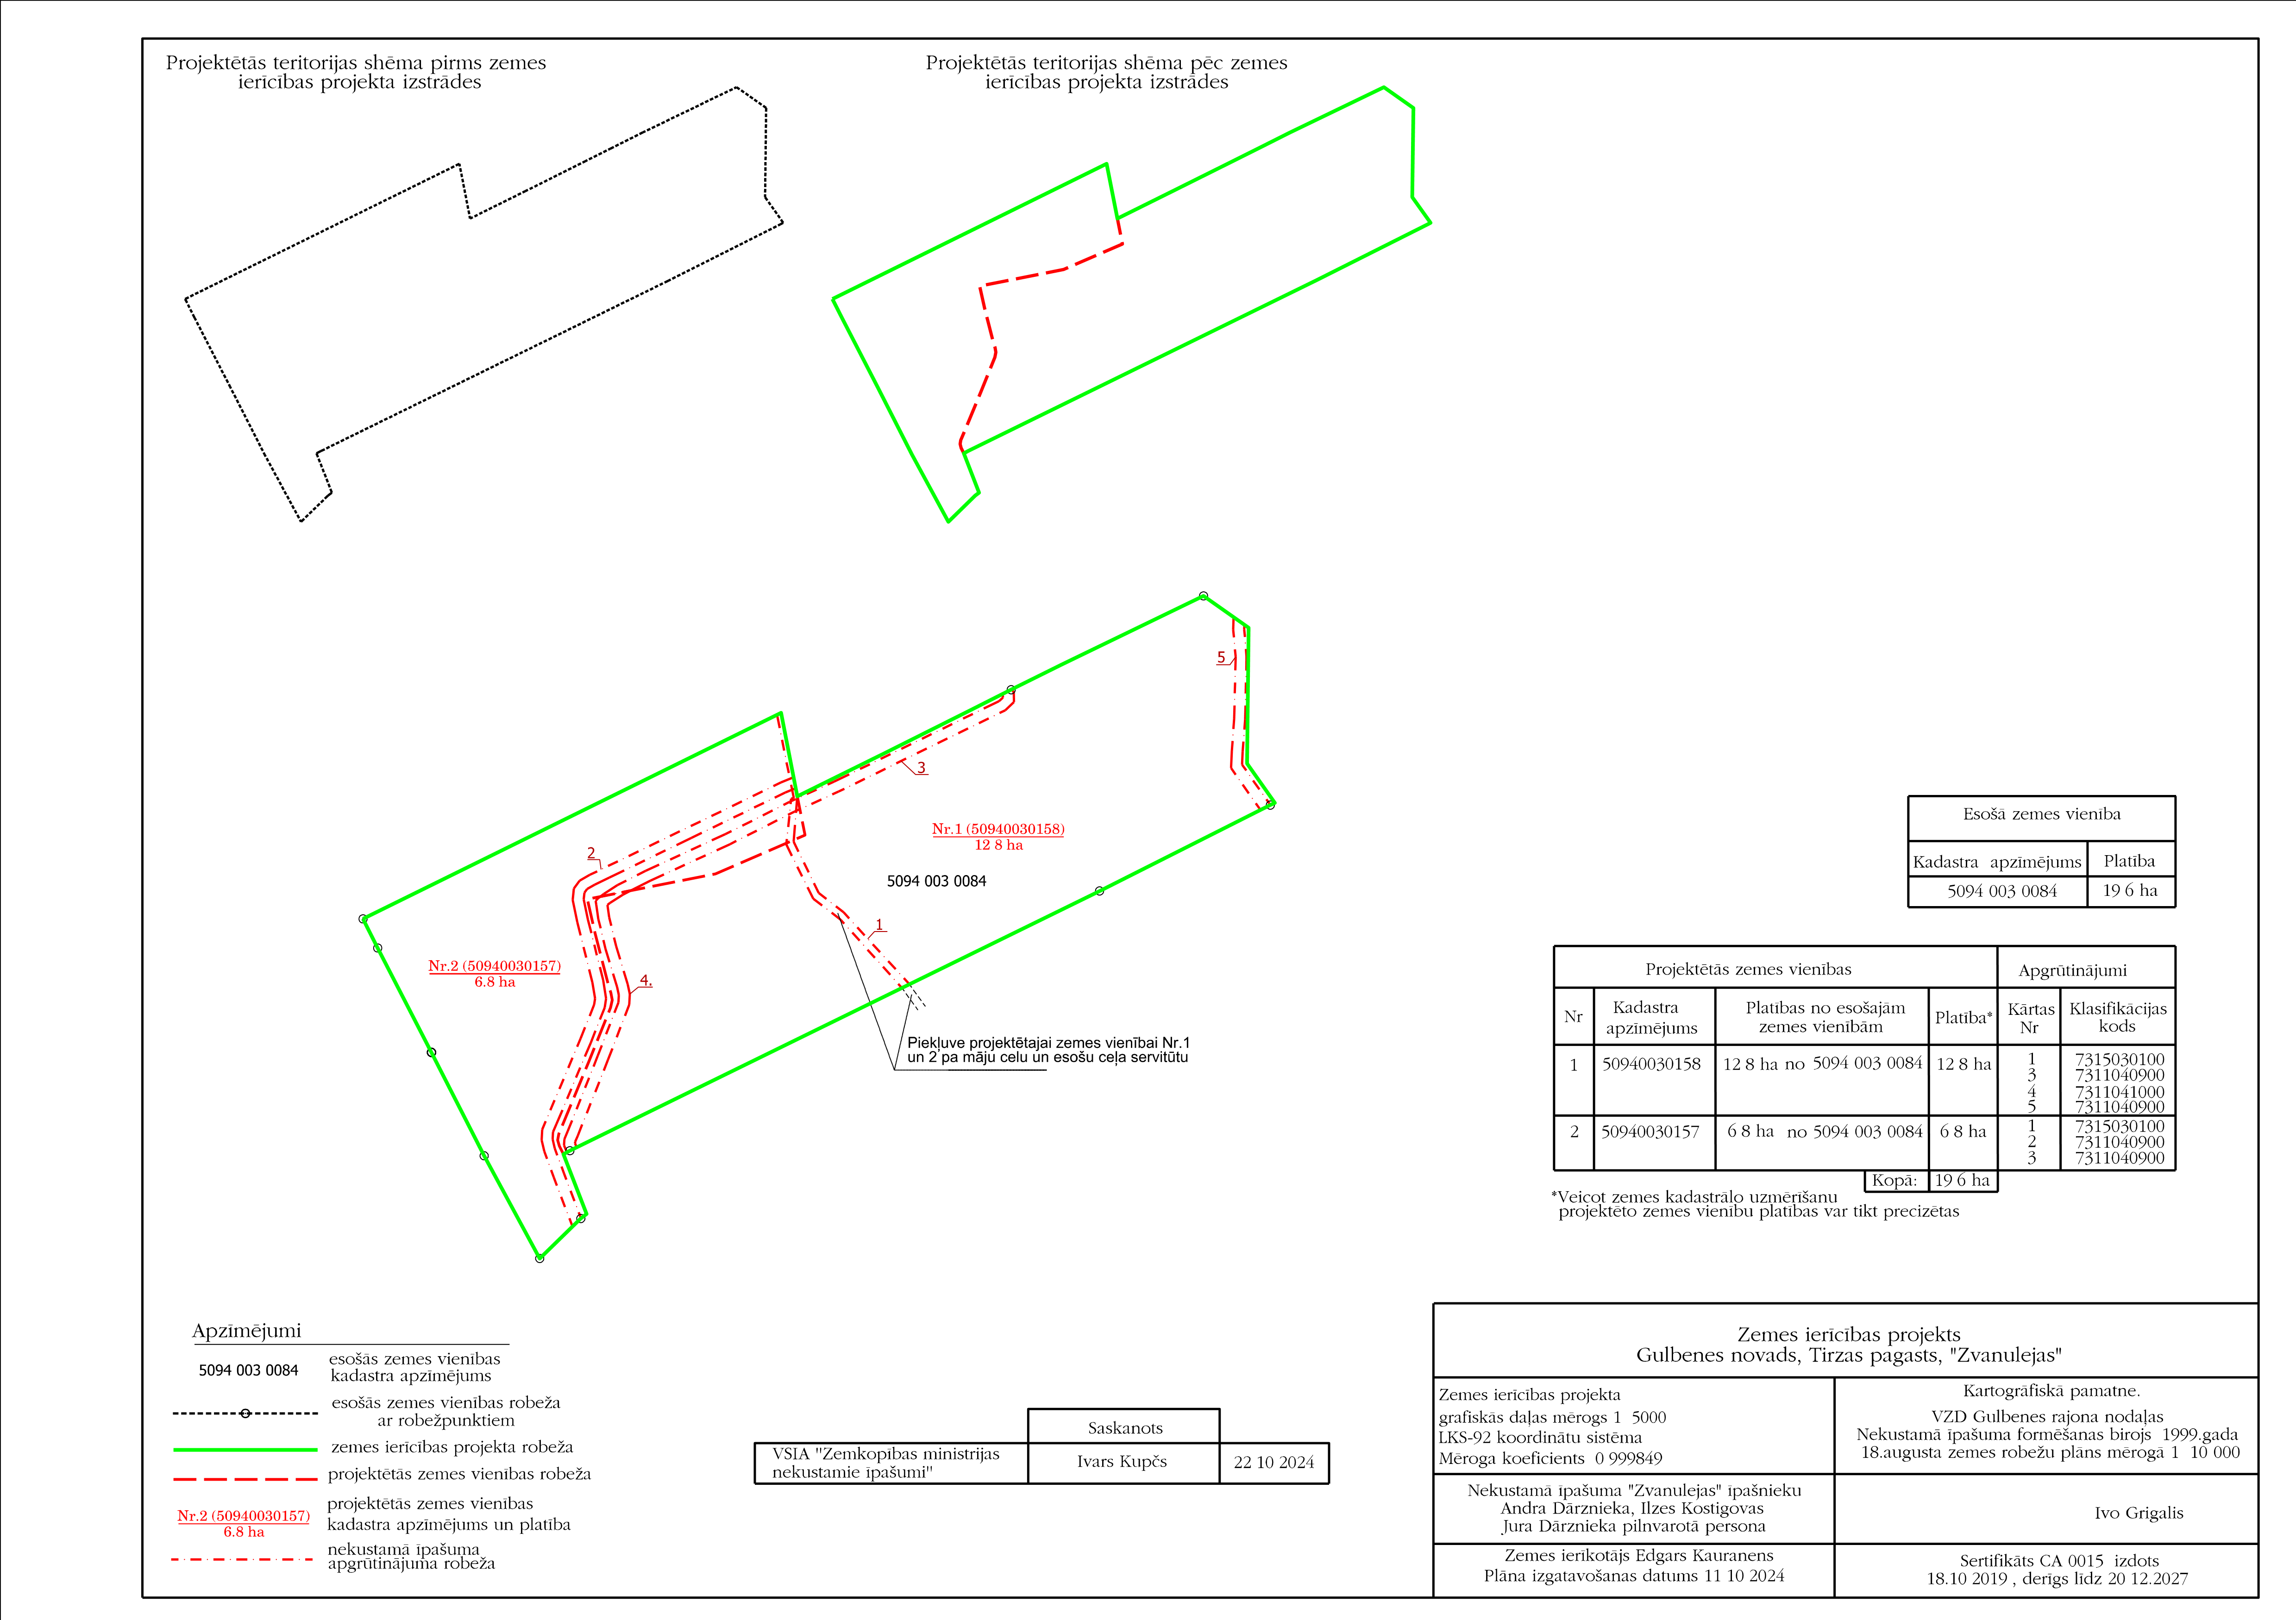 Projektētās teritorijas shēma pirms zemes
ierīcības projekta izstrādes
Projektētās teritorijas shēma pēc zemes
ierīcības projekta izstrādes
5
3
Nr.1 (50940030158)
12 8 ha
2
5094 003 0084
1
Nr.2 (50940030157)
6.8 ha
4.
Piekļuve projektētajai zemes vienībai Nr.1
un 2 pa māju celu un esošu ceļa servitūtu
Esošā zemes vienība
Kadastra apzīmējums
Platība
5094 003 0084
19 6 ha
Projektētās zemes vienības
Apgrūtinājumi
Nr
Kadastra
apzīmējums
Platības no esošajām
zemes vienībām
Platība*
Kārtas
Nr
Klasifikācijas
kods
1
50940030158
12 8 ha no 5094 003 0084
12 8 ha
1 7315030100
3 7311040900
4 7311041000
5 7311040900
2
50940030157
6 8 ha no 5094 003 0084
6 8 ha
1 7315030100
2 7311040900
3 7311040900
Kopā: 19 6 ha
*Veicot zemes kadastrālo uzmērīšanu
projektēto zemes vienību platības var tikt precizētas
Apzīmējumi
5094 003 0084
esošās zemes vienības
kadastra apzīmējums
esošās zemes vienības robeža
ar robežpunktiem
zemes ierīcības projekta robeža
projektētās zemes vienības robeža
Nr.2 (50940030157)
6.8 ha
projektētās zemes vienības
kadastra apzīmējums un platība
nekustamā īpašuma
apgrūtinājuma robeža
Saskanots
VSIA "Zemkopības ministrijas
nekustamie īpašumi"
Ivars Kupčs
22 10 2024
Zemes ierīcības projekts
Gulbenes novads, Tirzas pagasts, "Zvanulejas"
Zemes ierīcības projekta
grafiskās daļas mērogs 1 5000
LKS-92 koordinātu sistēma
Mēroga koeficients 0 999849
Kartogrāfiskā pamatne.
VZD Gulbenes rajona nodaļas
Nekustamā īpašuma formēšanas birojs 1999.gada
18.augusta zemes robežu plāns mērogā 1 10 000
Nekustamā īpašuma "Zvanulejas" īpašnieku
Andra Dārznieka, Ilzes Kostigovas
Jura Dārznieka pilnvarotā persona
Ivo Grigalis
Zemes ierīkotājs Edgars Kauranens
Plāna izgatavošanas datums 11 10 2024
Sertifikāts CA 0015 izdots
18.10 2019 , derīgs līdz 20 12.2027